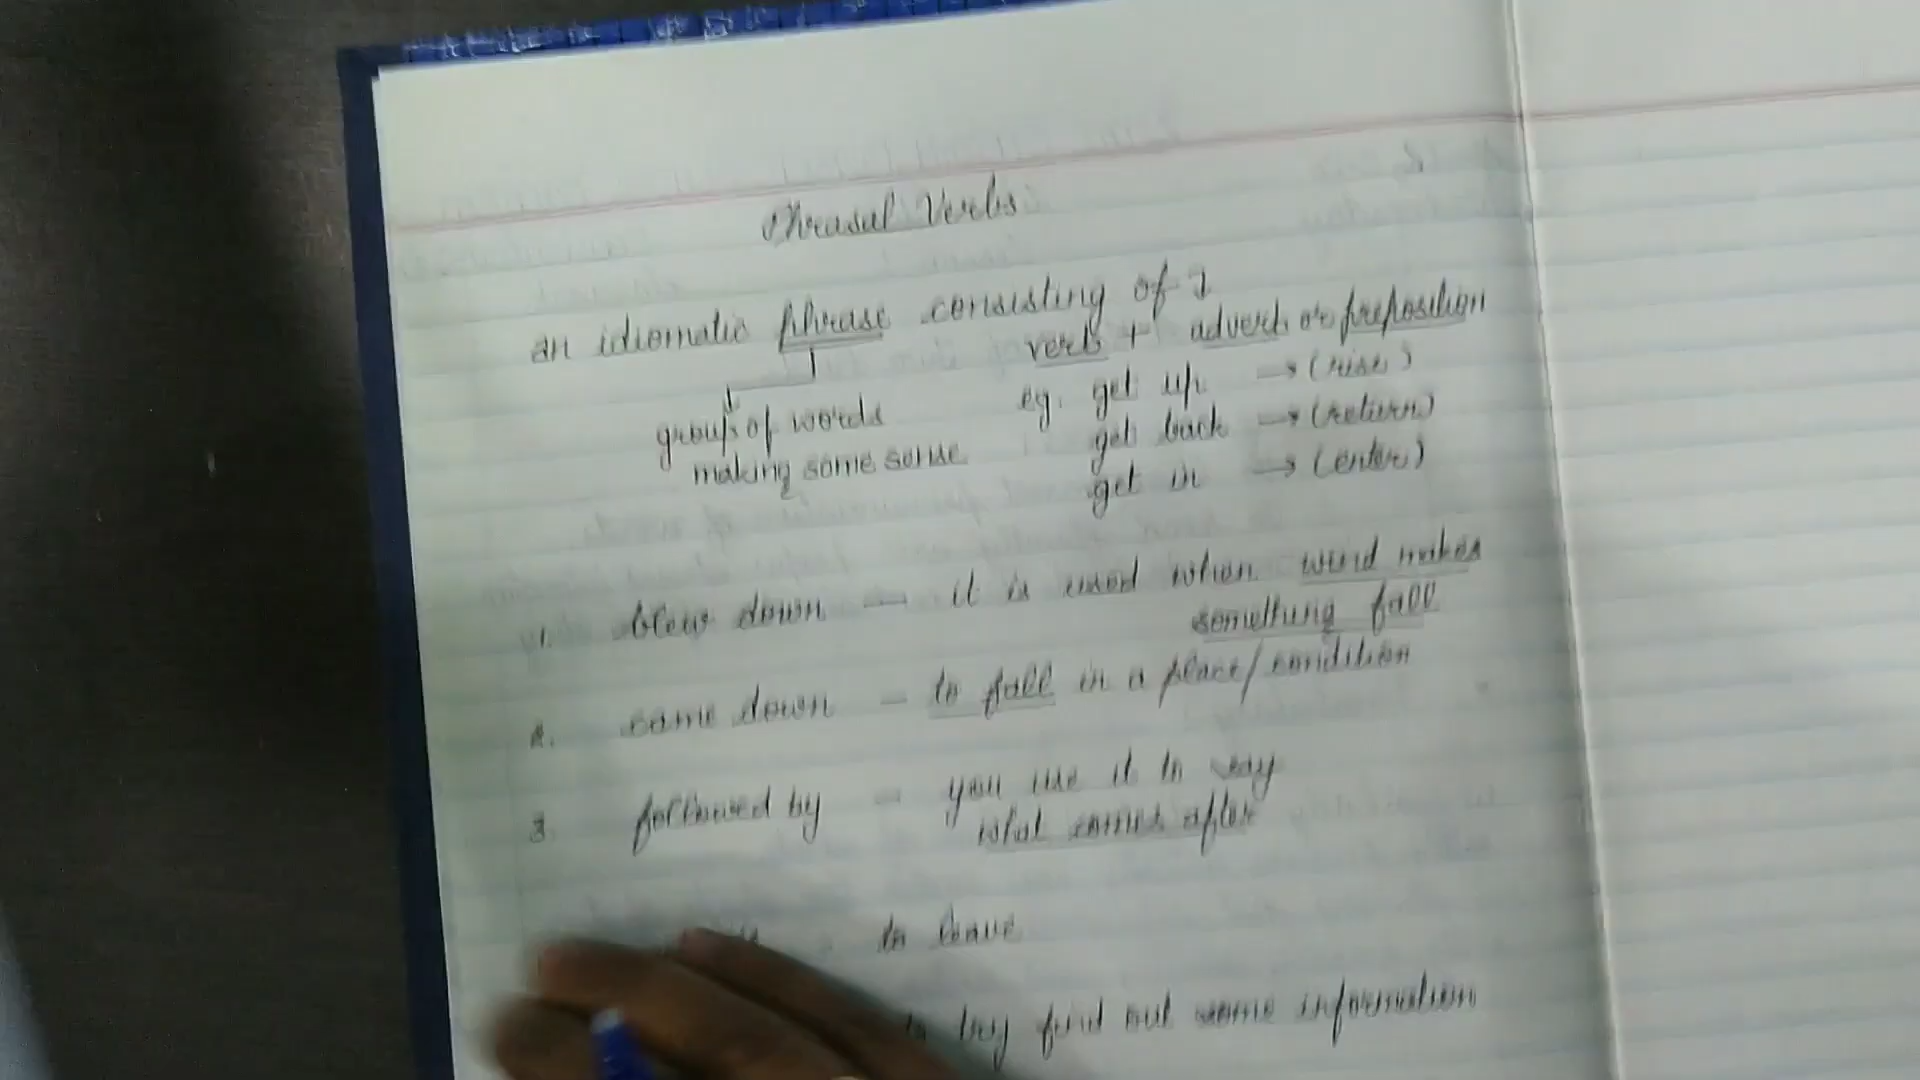 Phrasal Verbs
an idiomatic phrase consisting of a
verb + adverb or preposition
group of words
making some sense
eg. get up → (rise)
get back → (return)
get in → (enter)
1. blew down — it is used when wind makes
something fall
2. came down - to fall in a place/condition
3. followed by - you use it to say
what comes after
to leave
to try find out some information